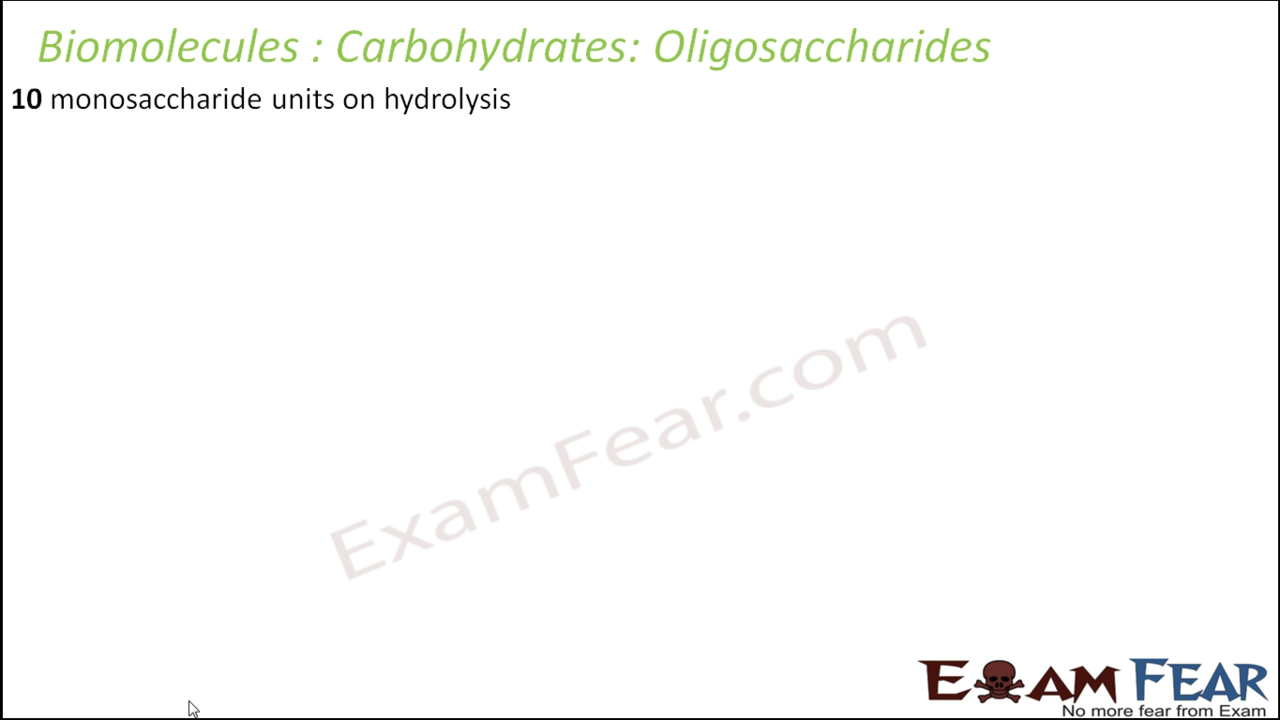 Biomolecules : Carbohydrates: Oligosaccharides
10 monosaccharide units on hydrolysis
ExamFear.com
EXAM FEAR
No more fear from Exam